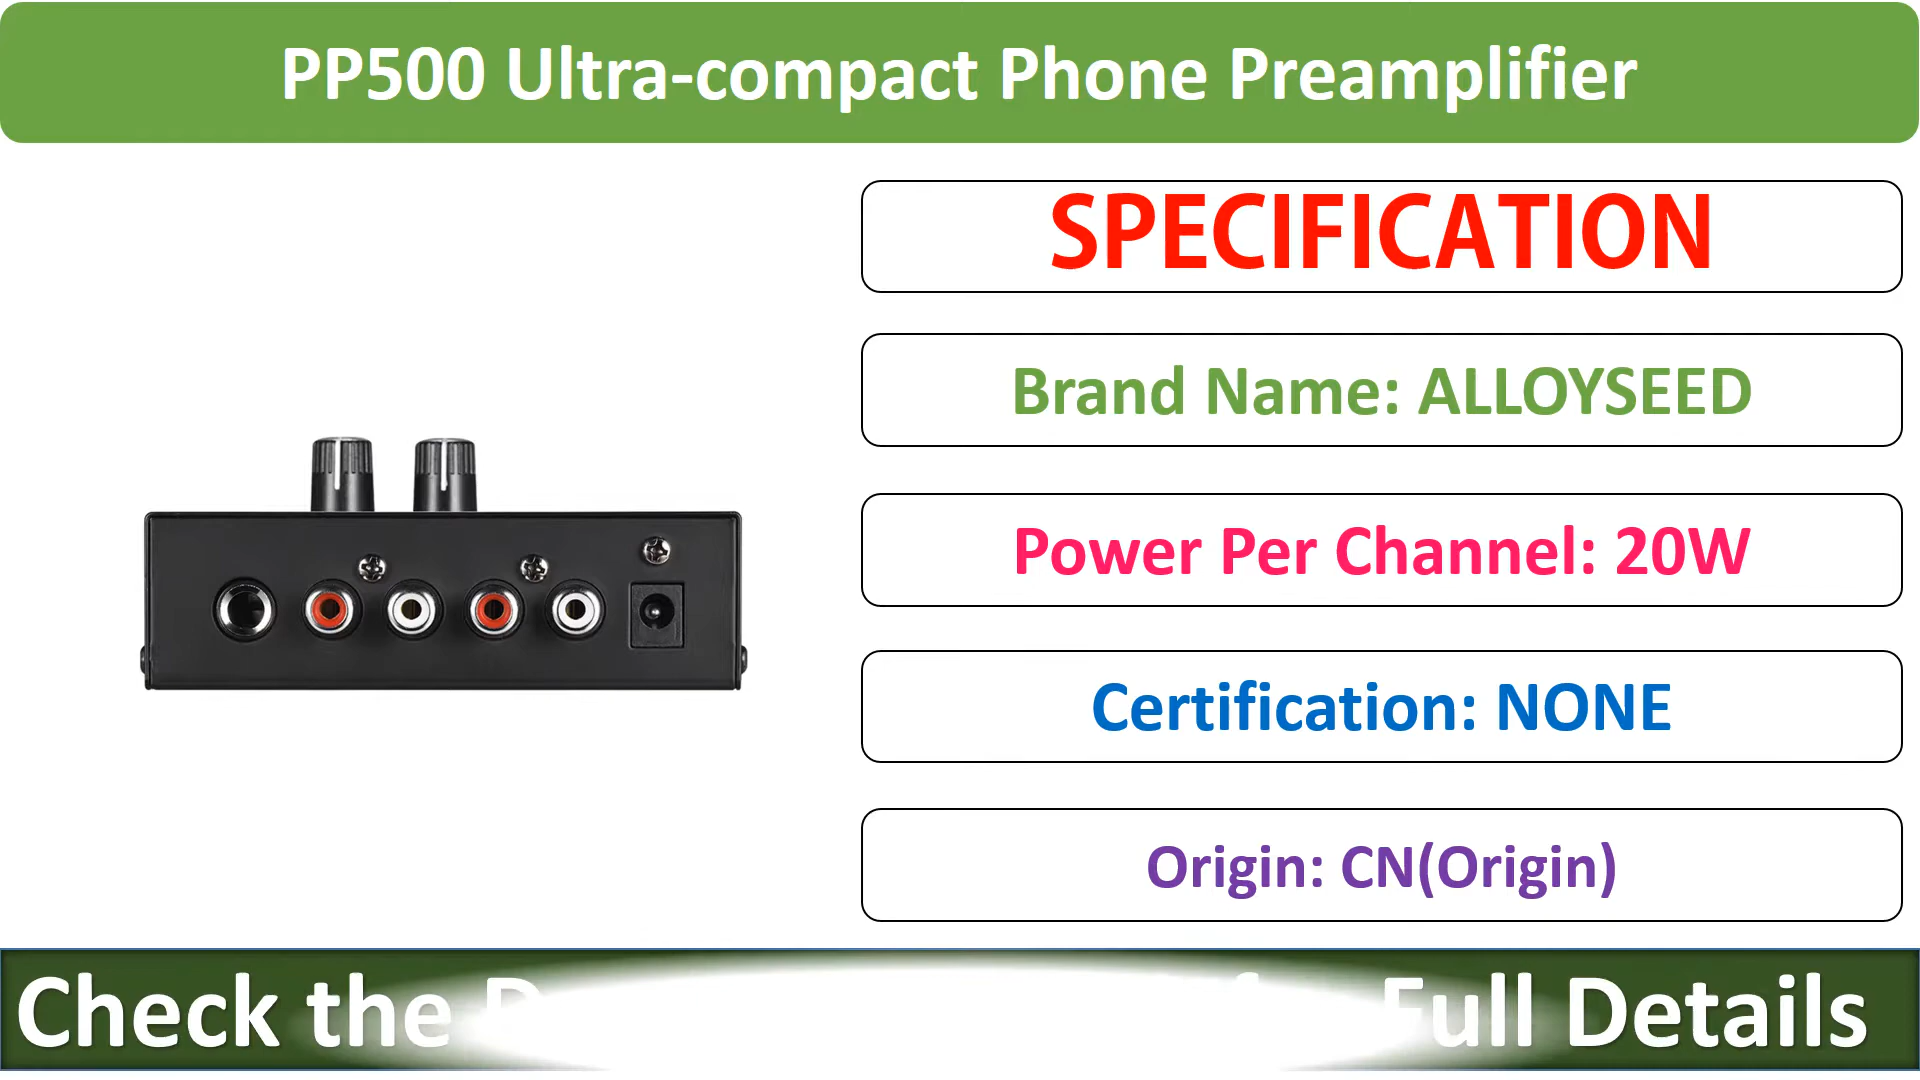 PP500 Ultra-compact Phone Preamplifier
SPECIFICATION
Brand Name: ALLOYSEED
Power Per Channel: 20W
Certification: NONE
Origin: CN(Origin)
Check the Full Details